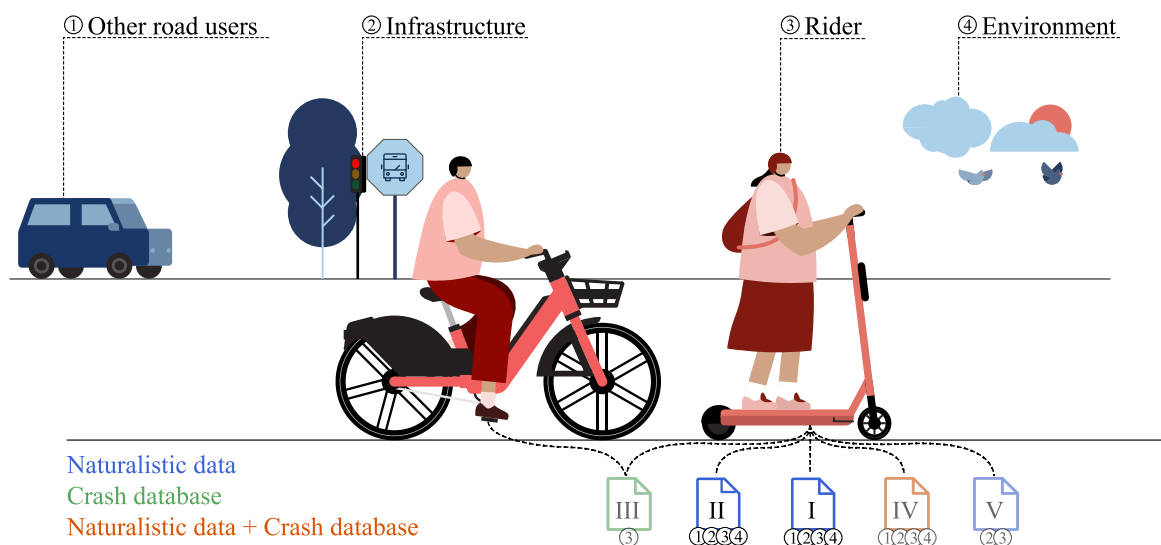 ① Other road users
② Infrastructure
③ Rider
④ Environment
Naturalistic data
Crash database
Naturalistic data + Crash database
III
③
II
①②③④
I
①②③④
IV
①②③④
V
②③